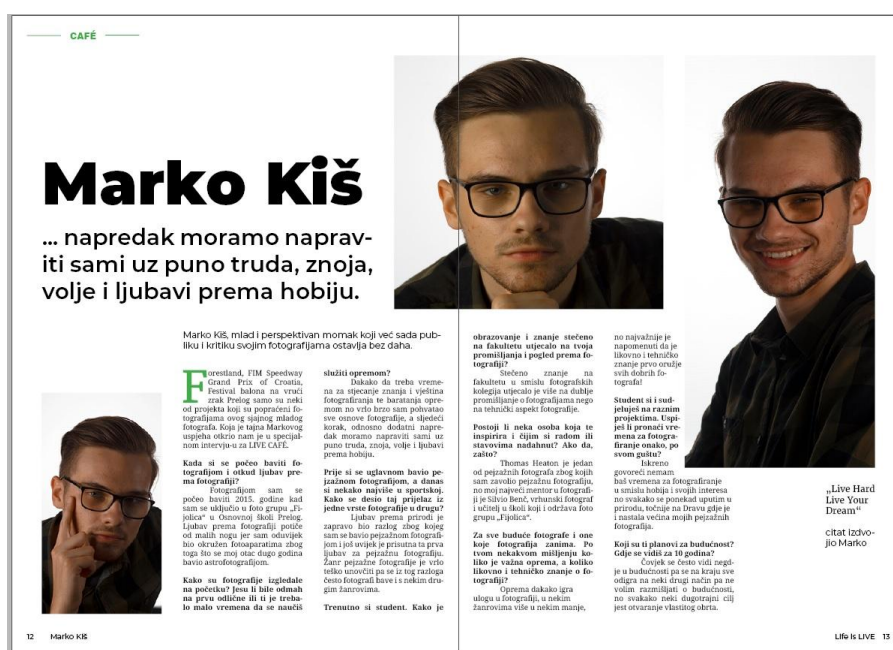 CAFÉ
Marko Kiš
... napredak moramo naprav-
iti sami uz puno truda, znoja,
volje i ljubavi prema hobiju.
Marko Kiš, mlad i perspektivan momak koji već sada pub-
liku i kritiku svojim fotografijama ostavlja bez daha.
Forestland, FIM Speedway
Grand Prix of Croatia,
Festival balona na vrući
zrak Prelog samo su neki
od projekta koji su popraćeni fo-
tografijama ovog sjajnog mladog
fotografa. Koja je tajna Markovog
uspjeha otkrio nam je u specijal-
nom intervju-u za LIVE CAFÉ.
Kada si se počeo baviti fo-
tografijom i otkud ljubav pre-
ma fotografiji?
Fotografijom sam se
počeo baviti 2015. godine kad
sam se uključio u foto grupu „Fi-
jolica“ u Osnovnoj školi Prelog.
Ljubav prema fotografiji potiče
od malih nogu jer sam oduvijek
bio okružen fotoaparatima zbog
toga što se moj otac dugo godina
bavio astrofotografijom.
Kako su fotografije izgledale
na početku? Jesu li bile odmah
na prvu odlične ili ti je treba-
lo malo vremena da se naučiš
služiti opremom?
Dakako da treba vreme-
na za stjecanje znanja i vještina
fotografiranja te baratanja opre-
mom no vrlo brzo sam pohvatao
sve osnove fotografije, a sljedeći
korak, odnosno dodatni napre-
dak moramo napraviti sami uz
puno truda, znoja, volje i ljubavi
prema hobiju.
Prije si se uglavnom bavio pe-
jzažnom fotografijom, a danas
si nekako najviše u sportskoj.
Kako se desio taj prijelaz iz
jedne vrste fotografije u drugu?
Ljubav prema prirodi je
zapravo bio razlog zbog kojeg
sam se bavio pejzažnom fotografi-
jom i još uvijek je prisutna ta prva
ljubav za pejzažnu fotografiju.
Žanr pejzažne fotografije je vrlo
teško unovčiti pa se iz tog razloga
često fotografi bave i s nekim dru-
gim žanrovima.
Trenutno si student. Kako je
obrazovanje i znanje stečeno
na fakultetu utjecalo na tvoja
promišljanja i pogled prema fo-
tografiji?
Stečeno znanje na
fakultetu u smislu fotografskih
kolegija utjecalo je više na dublje
promišljanje o fotografijama nego
na tehnički aspekt fotografije.
Postoji li neka osoba koja te
inspirira i čijim si radom ili
stavovima nadahnut? Ako da,
zašto?
Thomas Heaton je jedan
od pejzažnih fotografa zbog kojih
sam zavolio pejzažnu fotografiju,
no moj najveći mentor u fotografi-
ji je Silvio Benč, vrhunski fotograf
i učitelj u školi koji i održava foto
grupu „Fijolica“.
Za sve buduće fotografe i one
koje fotografija zanima. Po
tvom nekakvom mišljenju ko-
liko je važna oprema, a koliko
likovno i tehničko znanje o fo-
tografiji?
Oprema dakako igra
ulogu u fotografiji, u nekim
žanrovima više u nekim manje,
no najvažnije je
napomenuti da je
likovno i tehničko
znanje prvo oružje
svih dobrih fo-
tografa!
Student si i sud-
jeluješ na raznim
projektima. Uspi-
ješ li pronaći vre-
mena za fotogra-
firanje onako, po
svom guštu?
Iskreno
govoreći nemam
baš vremena za fotografiranje
u smislu hobija i svojih interesa
no svakako se ponekad uputim u
prirodu, točnije na Dravu gdje je
i nastala većina mojih pejzažnih
fotografija.
Koji su ti planovi za budućnost?
Gdje se vidiš za 10 godina?
Čovjek se često vidi negd-
je u budućnosti pa se na kraju sve
odigra na neki drugi način pa ne
volim razmišljati o budućnosti,
no svakako neki dugotrajni cilj
jest otvaranje vlastitog obrta.
„Live Hard
Live Your
Dream“
citat izdvo-
jio Marko
12 Marko Kiš
Life is LIVE 13